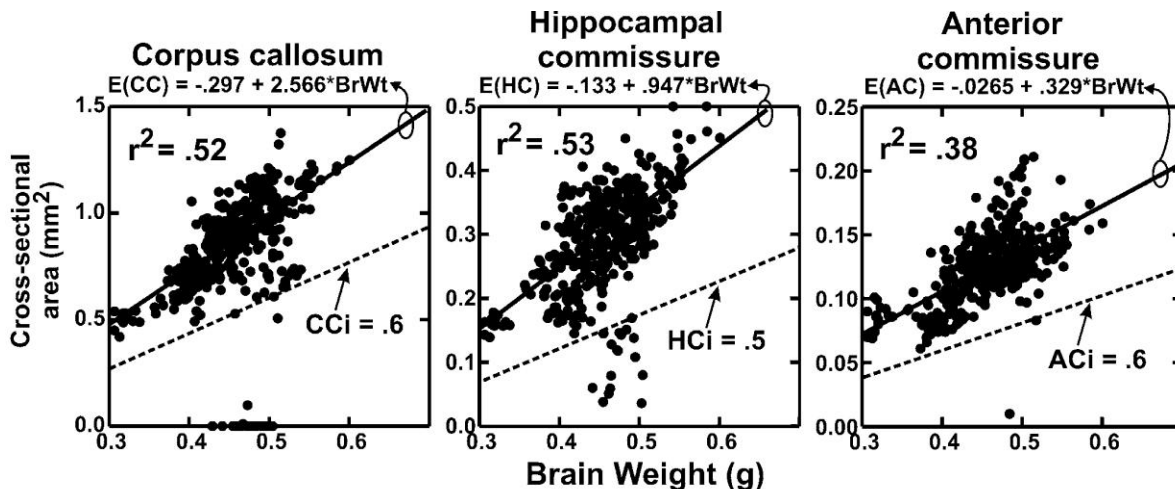 Corpus callosum
E(CC) = -.297 + 2.566*BrWt
r² = .52
CCi = .6
1.5
1.0
0.5
0.0
0.3 0.4 0.5 0.6
Cross-sectional
area (mm²)
Hippocampal
commissure
E(HC) = -.133 + .947*BrWt
r² = .53
HCi = .5
0.5
0.4
0.3
0.2
0.1
0.0
0.3 0.4 0.5 0.6
Brain Weight (g)
Anterior
commissure
E(AC) = -.0265 + .329*BrWt
r² = .38
ACi = .6
0.25
0.20
0.15
0.10
0.05
0.00
0.3 0.4 0.5 0.6